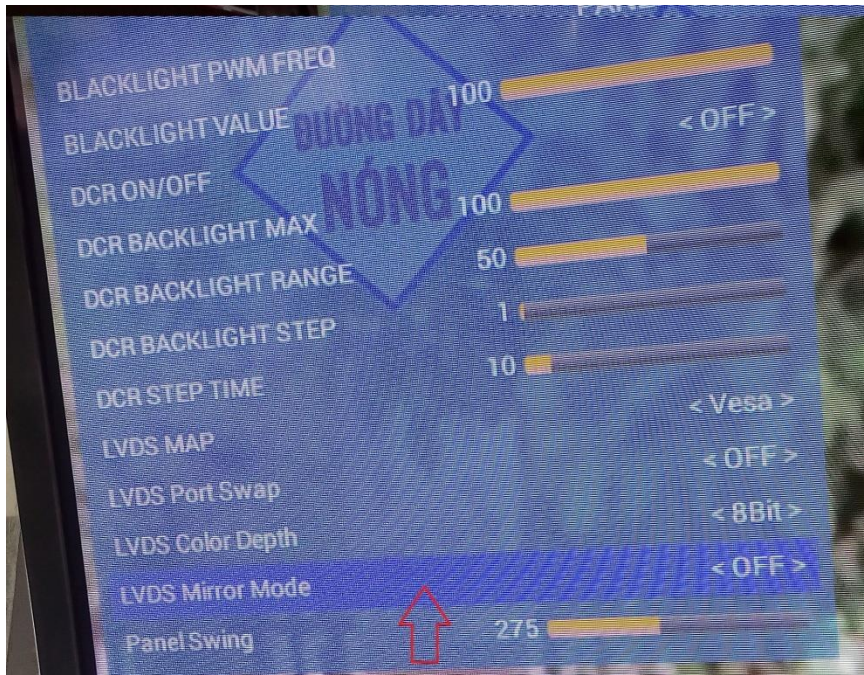 BLACKLIGHT PWM FREQ
BLACKLIGHT VALUE 100
DCR ON/OFF < OFF >
DCR BACKLIGHT MAX 100
DCR BACKLIGHT RANGE 50
DCR BACKLIGHT STEP 1
DCR STEP TIME 10
LVDS MAP < Vesa >
LVDS Port Swap < OFF >
LVDS Color Depth < 8Bit >
LVDS Mirror Mode < OFF >
Panel Swing 275
ĐƯỜNG DÂY
NÓNG